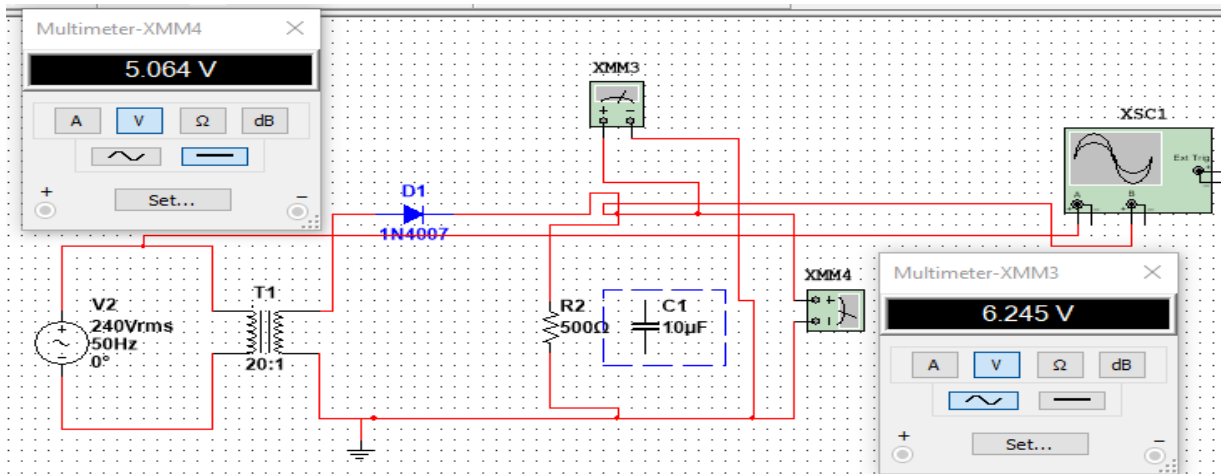 Multimeter-XMM4
5.064 V
A V Ω dB
Set...
+
−
XMM3
+ −
XSC1
Ext Trig
+
−
A B
+ − + −
D1
1N4007
V2
240Vrms
50Hz
0°
T1
20:1
R2
500Ω
C1
10µF
XMM4
+
Multimeter-XMM3
6.245 V
A V Ω dB
Set...
+
−